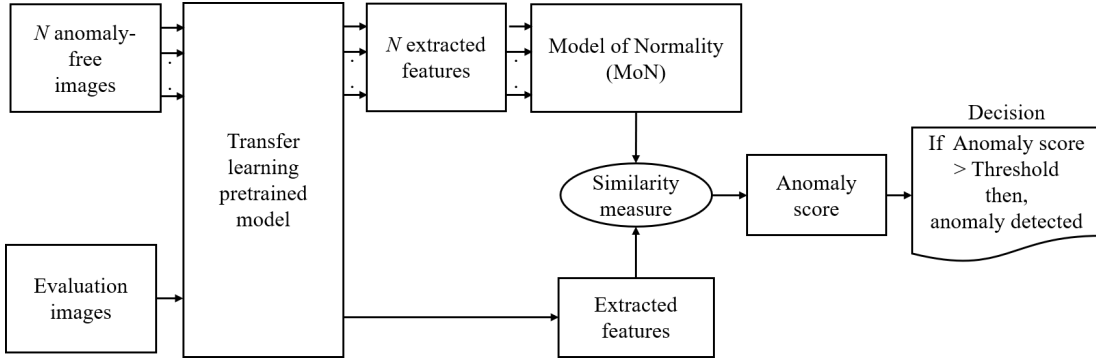 N anomaly-
free
images
N extracted
features
Model of Normality
(MoN)
Transfer
learning
pretrained
model
Similarity
measure
Anomaly
score
Decision
If Anomaly score
> Threshold
then,
anomaly detected
Evaluation
images
Extracted
features